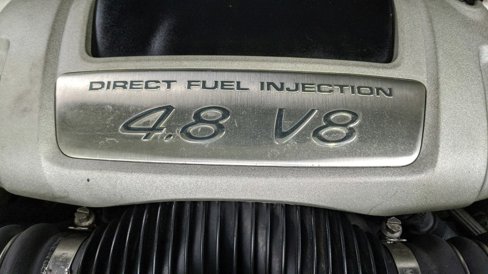 DIRECT FUEL INJECTION
4.8 V8